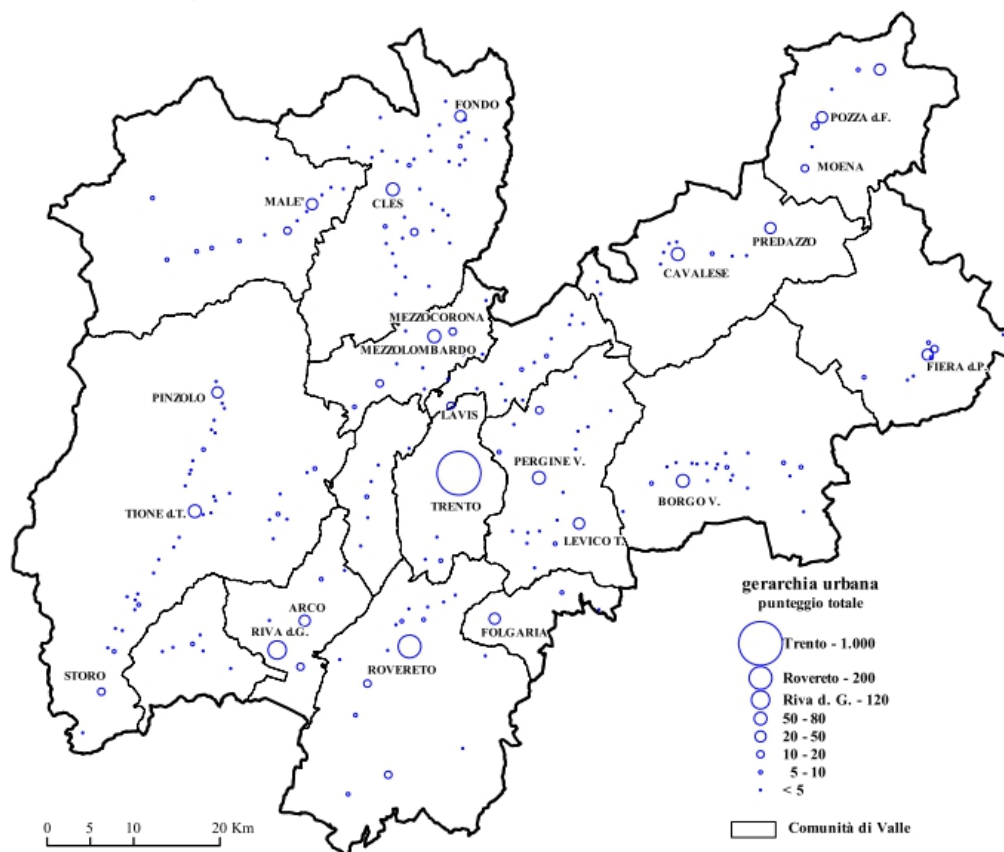 FONDO
POZZA d.F.
MOENA
MALE'
CLES
PREDAZZO
CAVALESE
MEZZOCORONA
MEZZOLOMBARDO
FIERA d.P.
PINZOLO
LAVIS
PERGINE V.
TRENTO
BORGO V.
TIONE d.T.
LEVICO T.
ARCO
RIVA d.G.
FOLGARIA
ROVERETO
STORO
gerarchia urbana
punteggio totale
Trento - 1.000
Rovereto - 200
Riva d. G. - 120
50 - 80
20 - 50
10 - 20
5 - 10
< 5
Comunità di Valle
0 5 10 20 Km